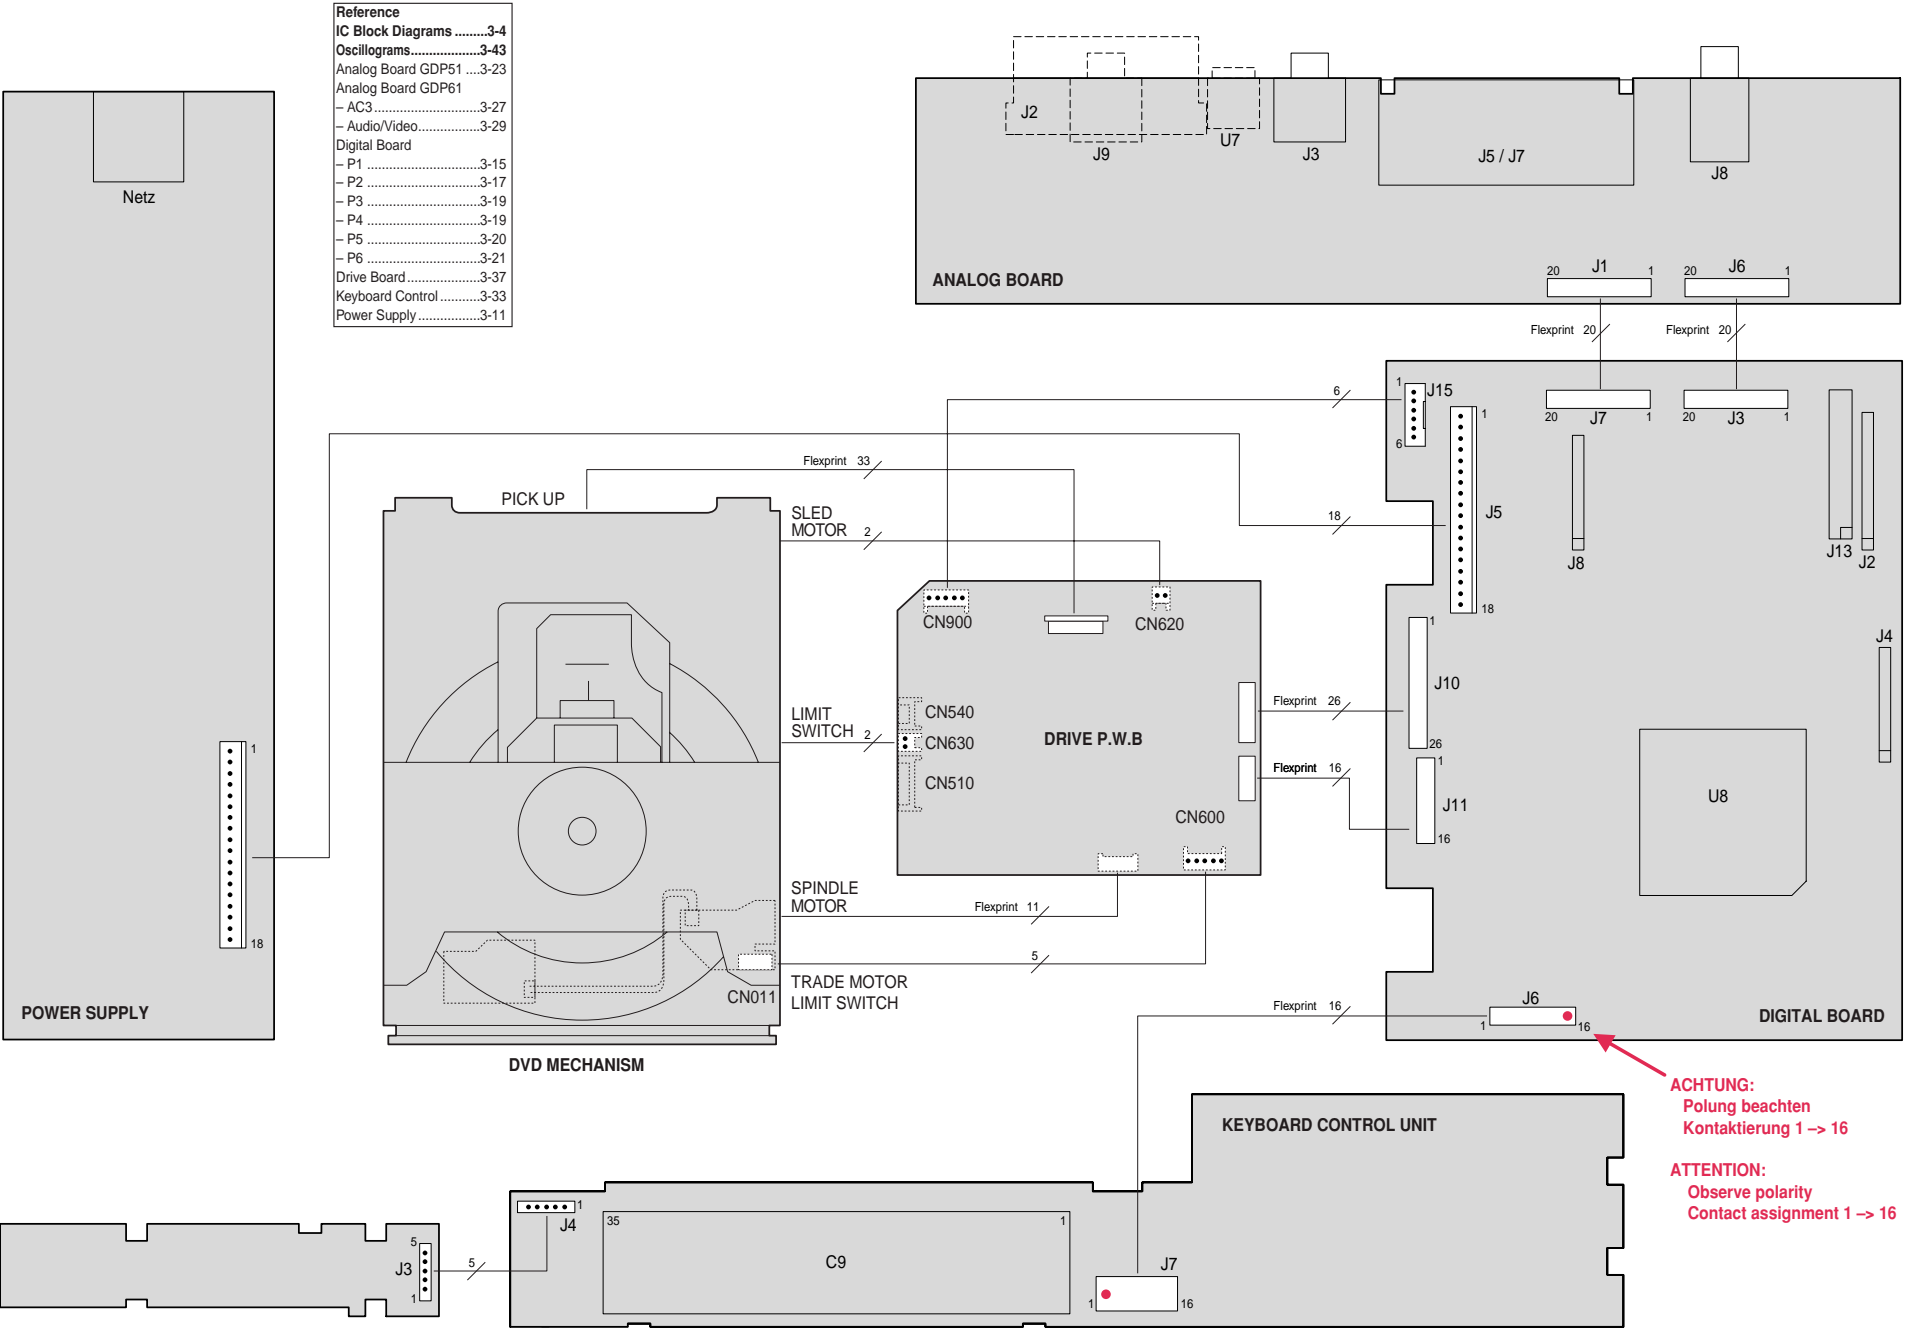 Reference
IC Block Diagrams .........3-4
Oscillograms...................3-43
Analog Board GDP51 ....3-23
Analog Board GDP61
– AC3.............................3-27
– Audio/Video.................3-29
Digital Board
– P1 ...............................3-15
– P2 ...............................3-17
– P3 ...............................3-19
– P4 ...............................3-19
– P5 ...............................3-20
– P6 ...............................3-21
Drive Board....................3-37
Keyboard Control ...........3-33
Power Supply.................3-11
Netz
1
18
POWER SUPPLY
J2
J9
U7
J3
J5 / J7
J8
ANALOG BOARD
20 J1 1
20 J6 1
Flexprint 20
Flexprint 20
20 J7 1
20 J3 1
1 J15
6
1
J5
18
J8
J13
J2
J4
1
J10
26
1
J11
16
U8
J6
1
16
DIGITAL BOARD
6
18
Flexprint 33
PICK UP
SLED
MOTOR 2
LIMIT
SWITCH 2
SPINDLE
MOTOR
Flexprint 11
5
TRADE MOTOR
LIMIT SWITCH
CN011
DVD MECHANISM
CN900
CN620
CN540
CN630
CN510
DRIVE P.W.B
CN600
Flexprint 26
Flexprint 16
Flexprint 16
ACHTUNG:
Polung beachten
Kontaktierung 1 –> 16
ATTENTION:
Observe polarity
Contact assignment 1 –> 16
KEYBOARD CONTROL UNIT
1
J4
35
1
C9
J7
1
16
5
J3
1
5